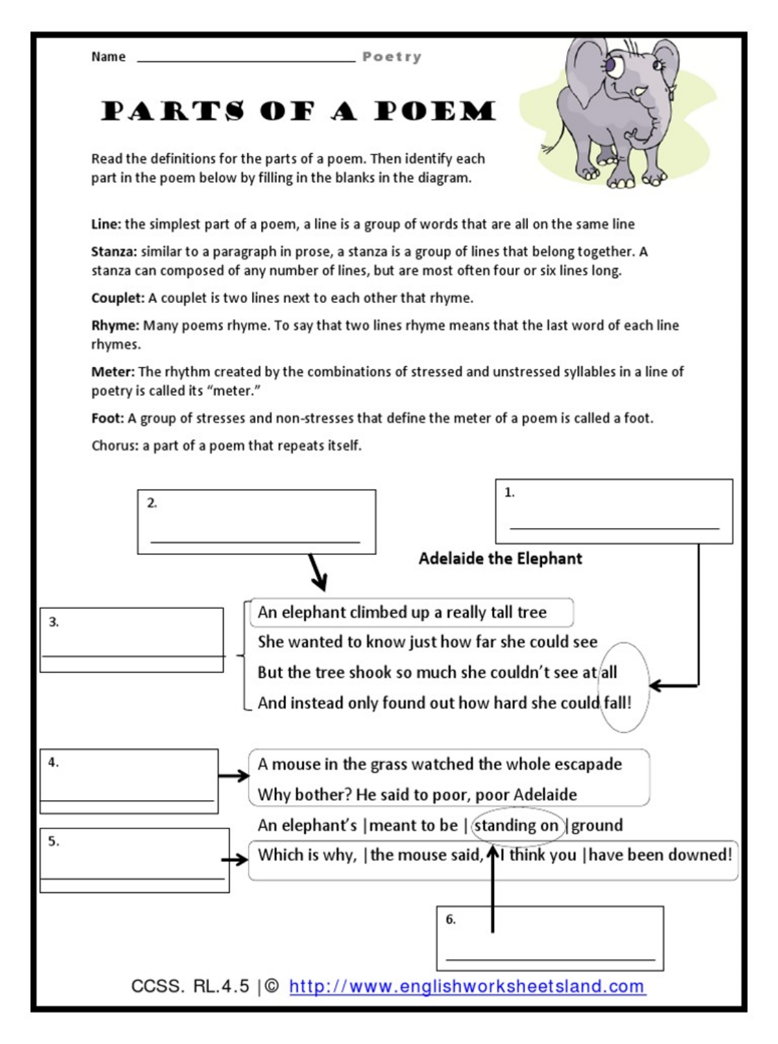 Name ______________________ Poetry
PARTS OF A POEM
Read the definitions for the parts of a poem. Then identify each
part in the poem below by filling in the blanks in the diagram.
Line: the simplest part of a poem, a line is a group of words that are all on the same line
Stanza: similar to a paragraph in prose, a stanza is a group of lines that belong together. A
stanza can composed of any number of lines, but are most often four or six lines long.
Couplet: A couplet is two lines next to each other that rhyme.
Rhyme: Many poems rhyme. To say that two lines rhyme means that the last word of each line
rhymes.
Meter: The rhythm created by the combinations of stressed and unstressed syllables in a line of
poetry is called its “meter.”
Foot: A group of stresses and non-stresses that define the meter of a poem is called a foot.
Chorus: a part of a poem that repeats itself.
1.
2.
Adelaide the Elephant
3.
An elephant climbed up a really tall tree
She wanted to know just how far she could see
But the tree shook so much she couldn’t see at all
And instead only found out how hard she could fall!
4.
A mouse in the grass watched the whole escapade
Why bother? He said to poor, poor Adelaide
An elephant’s |meant to be | standing on |ground
5.
Which is why, |the mouse said, I think you |have been downed!
6.
CCSS. RL.4.5 |© http://www.englishworksheetsland.com